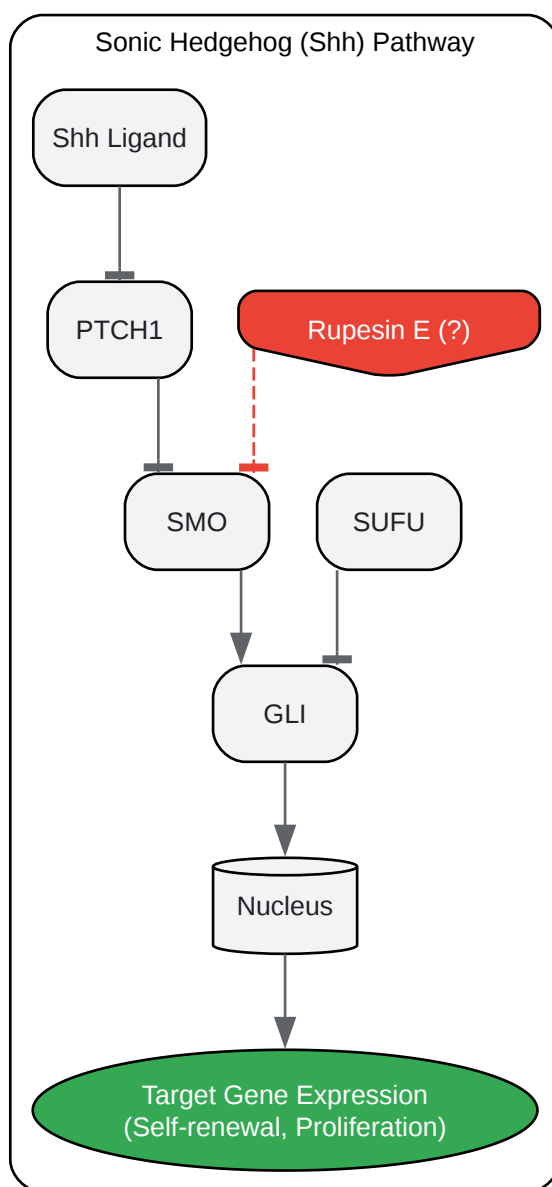 Sonic Hedgehog (Shh) Pathway
Shh Ligand
PTCH1
Rupesin E (?)
SMO
SUFU
GLI
Nucleus
Target Gene Expression
(Self-renewal, Proliferation)